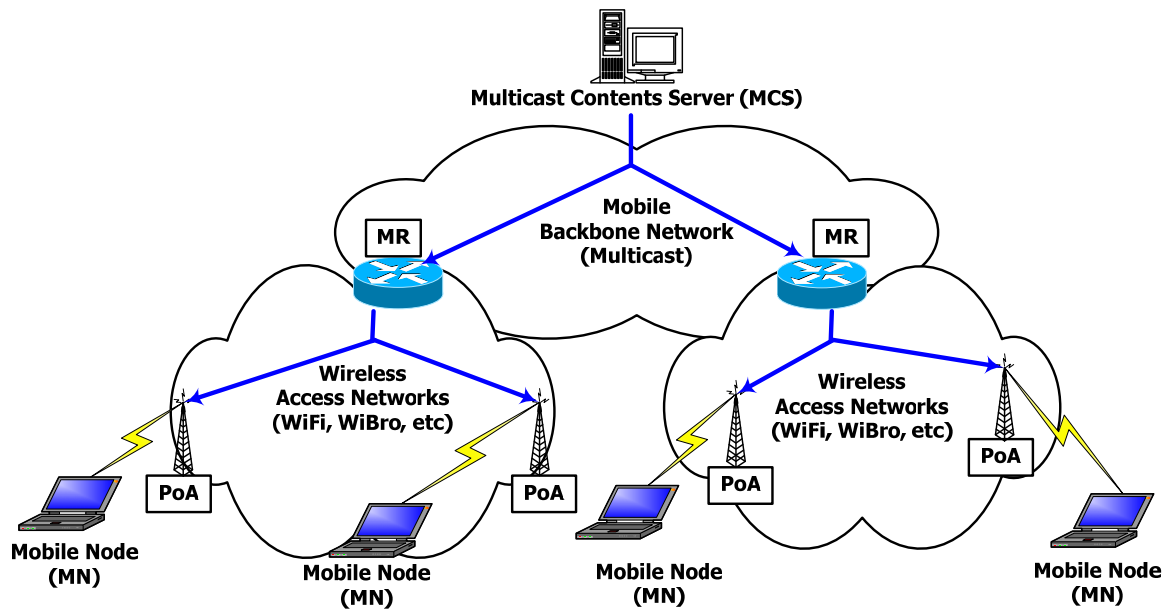 Multicast Contents Server (MCS)
Mobile
Backbone Network
(Multicast)
MR
MR
Wireless
Access Networks
(WiFi, WiBro, etc)
Wireless
Access Networks
(WiFi, WiBro, etc)
PoA
PoA
PoA
PoA
Mobile Node
(MN)
Mobile Node
(MN)
Mobile Node
(MN)
Mobile Node
(MN)